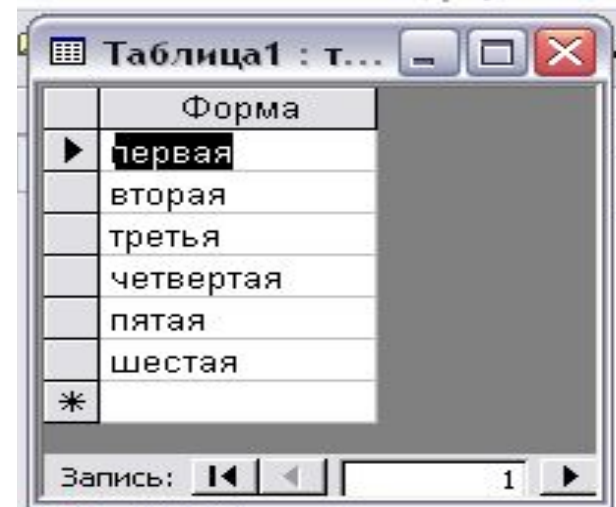 Таблица1 : т...
Форма
первая
вторая
третья
четвертая
пятая
шестая
*
Запись: 1